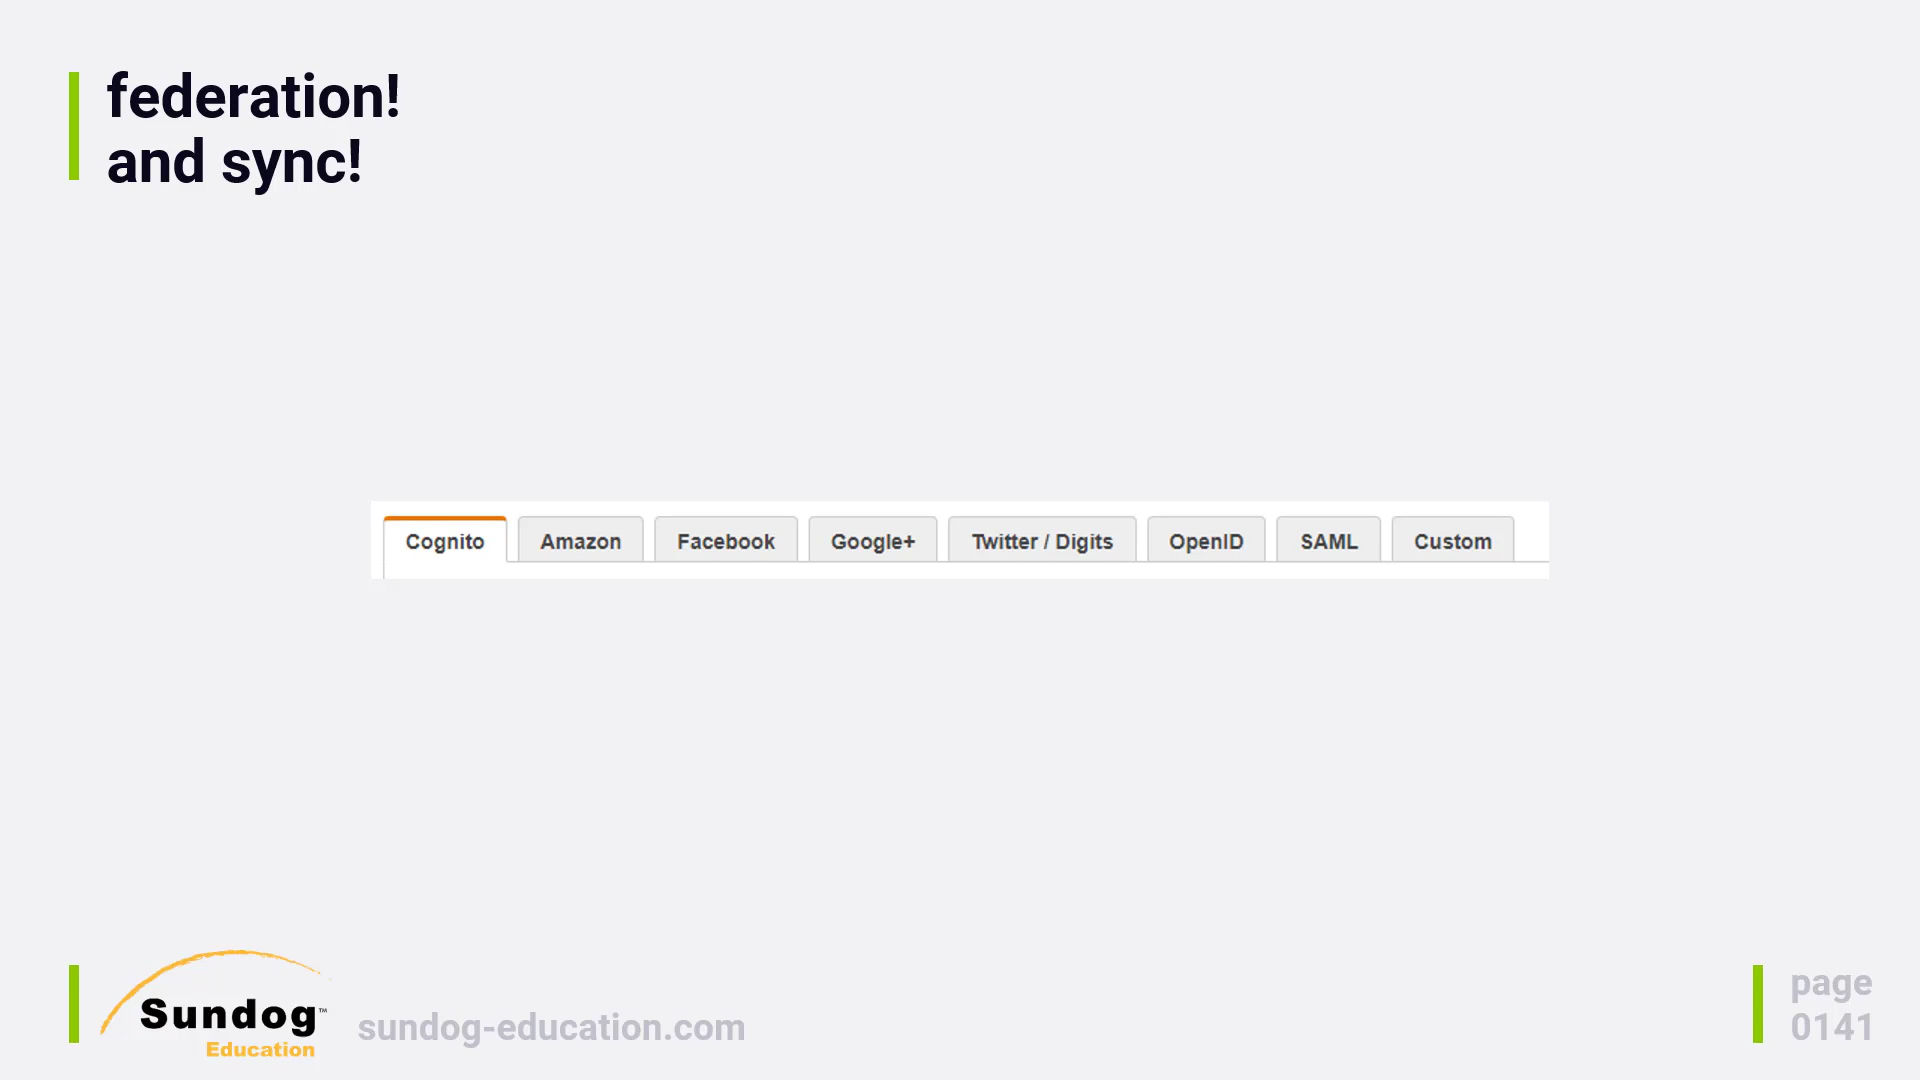 federation!
and sync!
Cognito Amazon Facebook Google+ Twitter / Digits OpenID SAML Custom
Sundog™
Education
sundog-education.com
page
0141